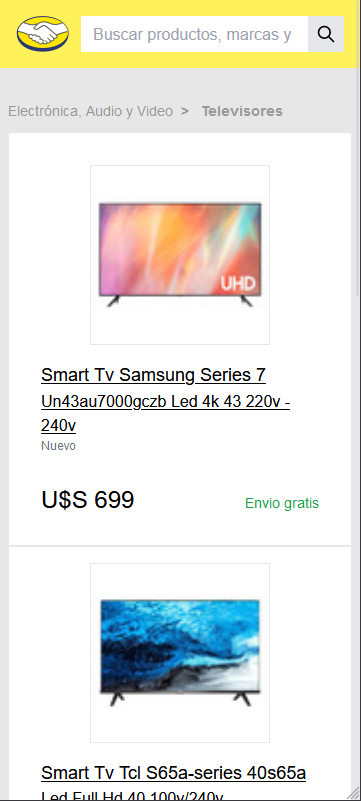 Buscar productos, marcas y
Electrónica, Audio y Video > Televisores
UHD
Smart Tv Samsung Series 7
Un43au7000gczb Led 4k 43 220v -
240v
Nuevo
U$S 699
Envio gratis
Smart Tv Tcl S65a-series 40s65a
Led Full Hd 40 100v/240v